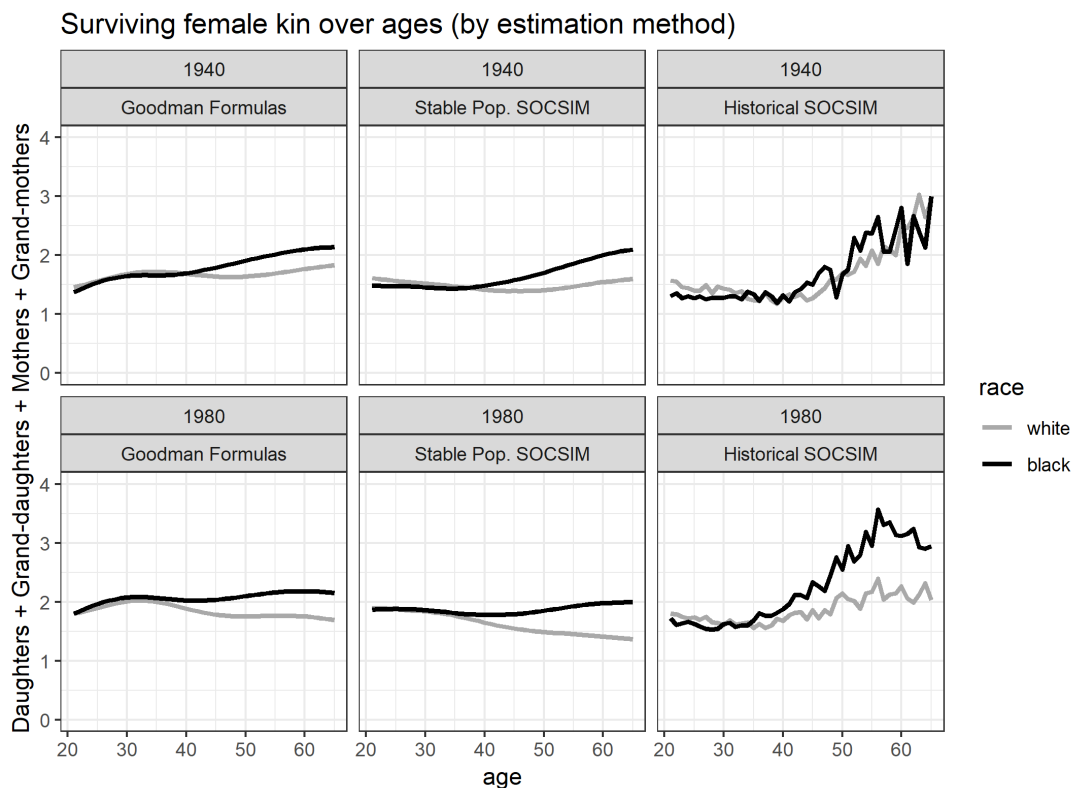 Surviving female kin over ages (by estimation method)
1940
1940
1940
Goodman Formulas
Stable Pop. SOCSIM
Historical SOCSIM
4
3
2
1
0
1980
1980
1980
Goodman Formulas
Stable Pop. SOCSIM
Historical SOCSIM
4
3
2
1
0
20 30 40 50 60
20 30 40 50 60
20 30 40 50 60
age
Daughters + Grand-daughters + Mothers + Grand-mothers
race
white
black